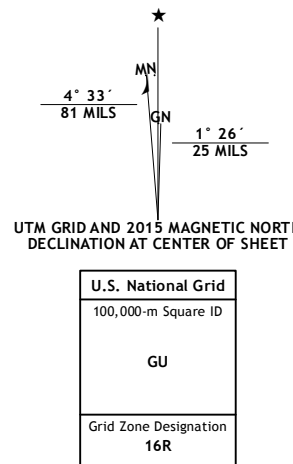 MN
GN
4° 33´
81 MILS
1° 26´
25 MILS
UTM GRID AND 2015 MAGNETIC NORTH
DECLINATION AT CENTER OF SHEET
U.S. National Grid
100,000-m Square ID
GU
Grid Zone Designation
16R